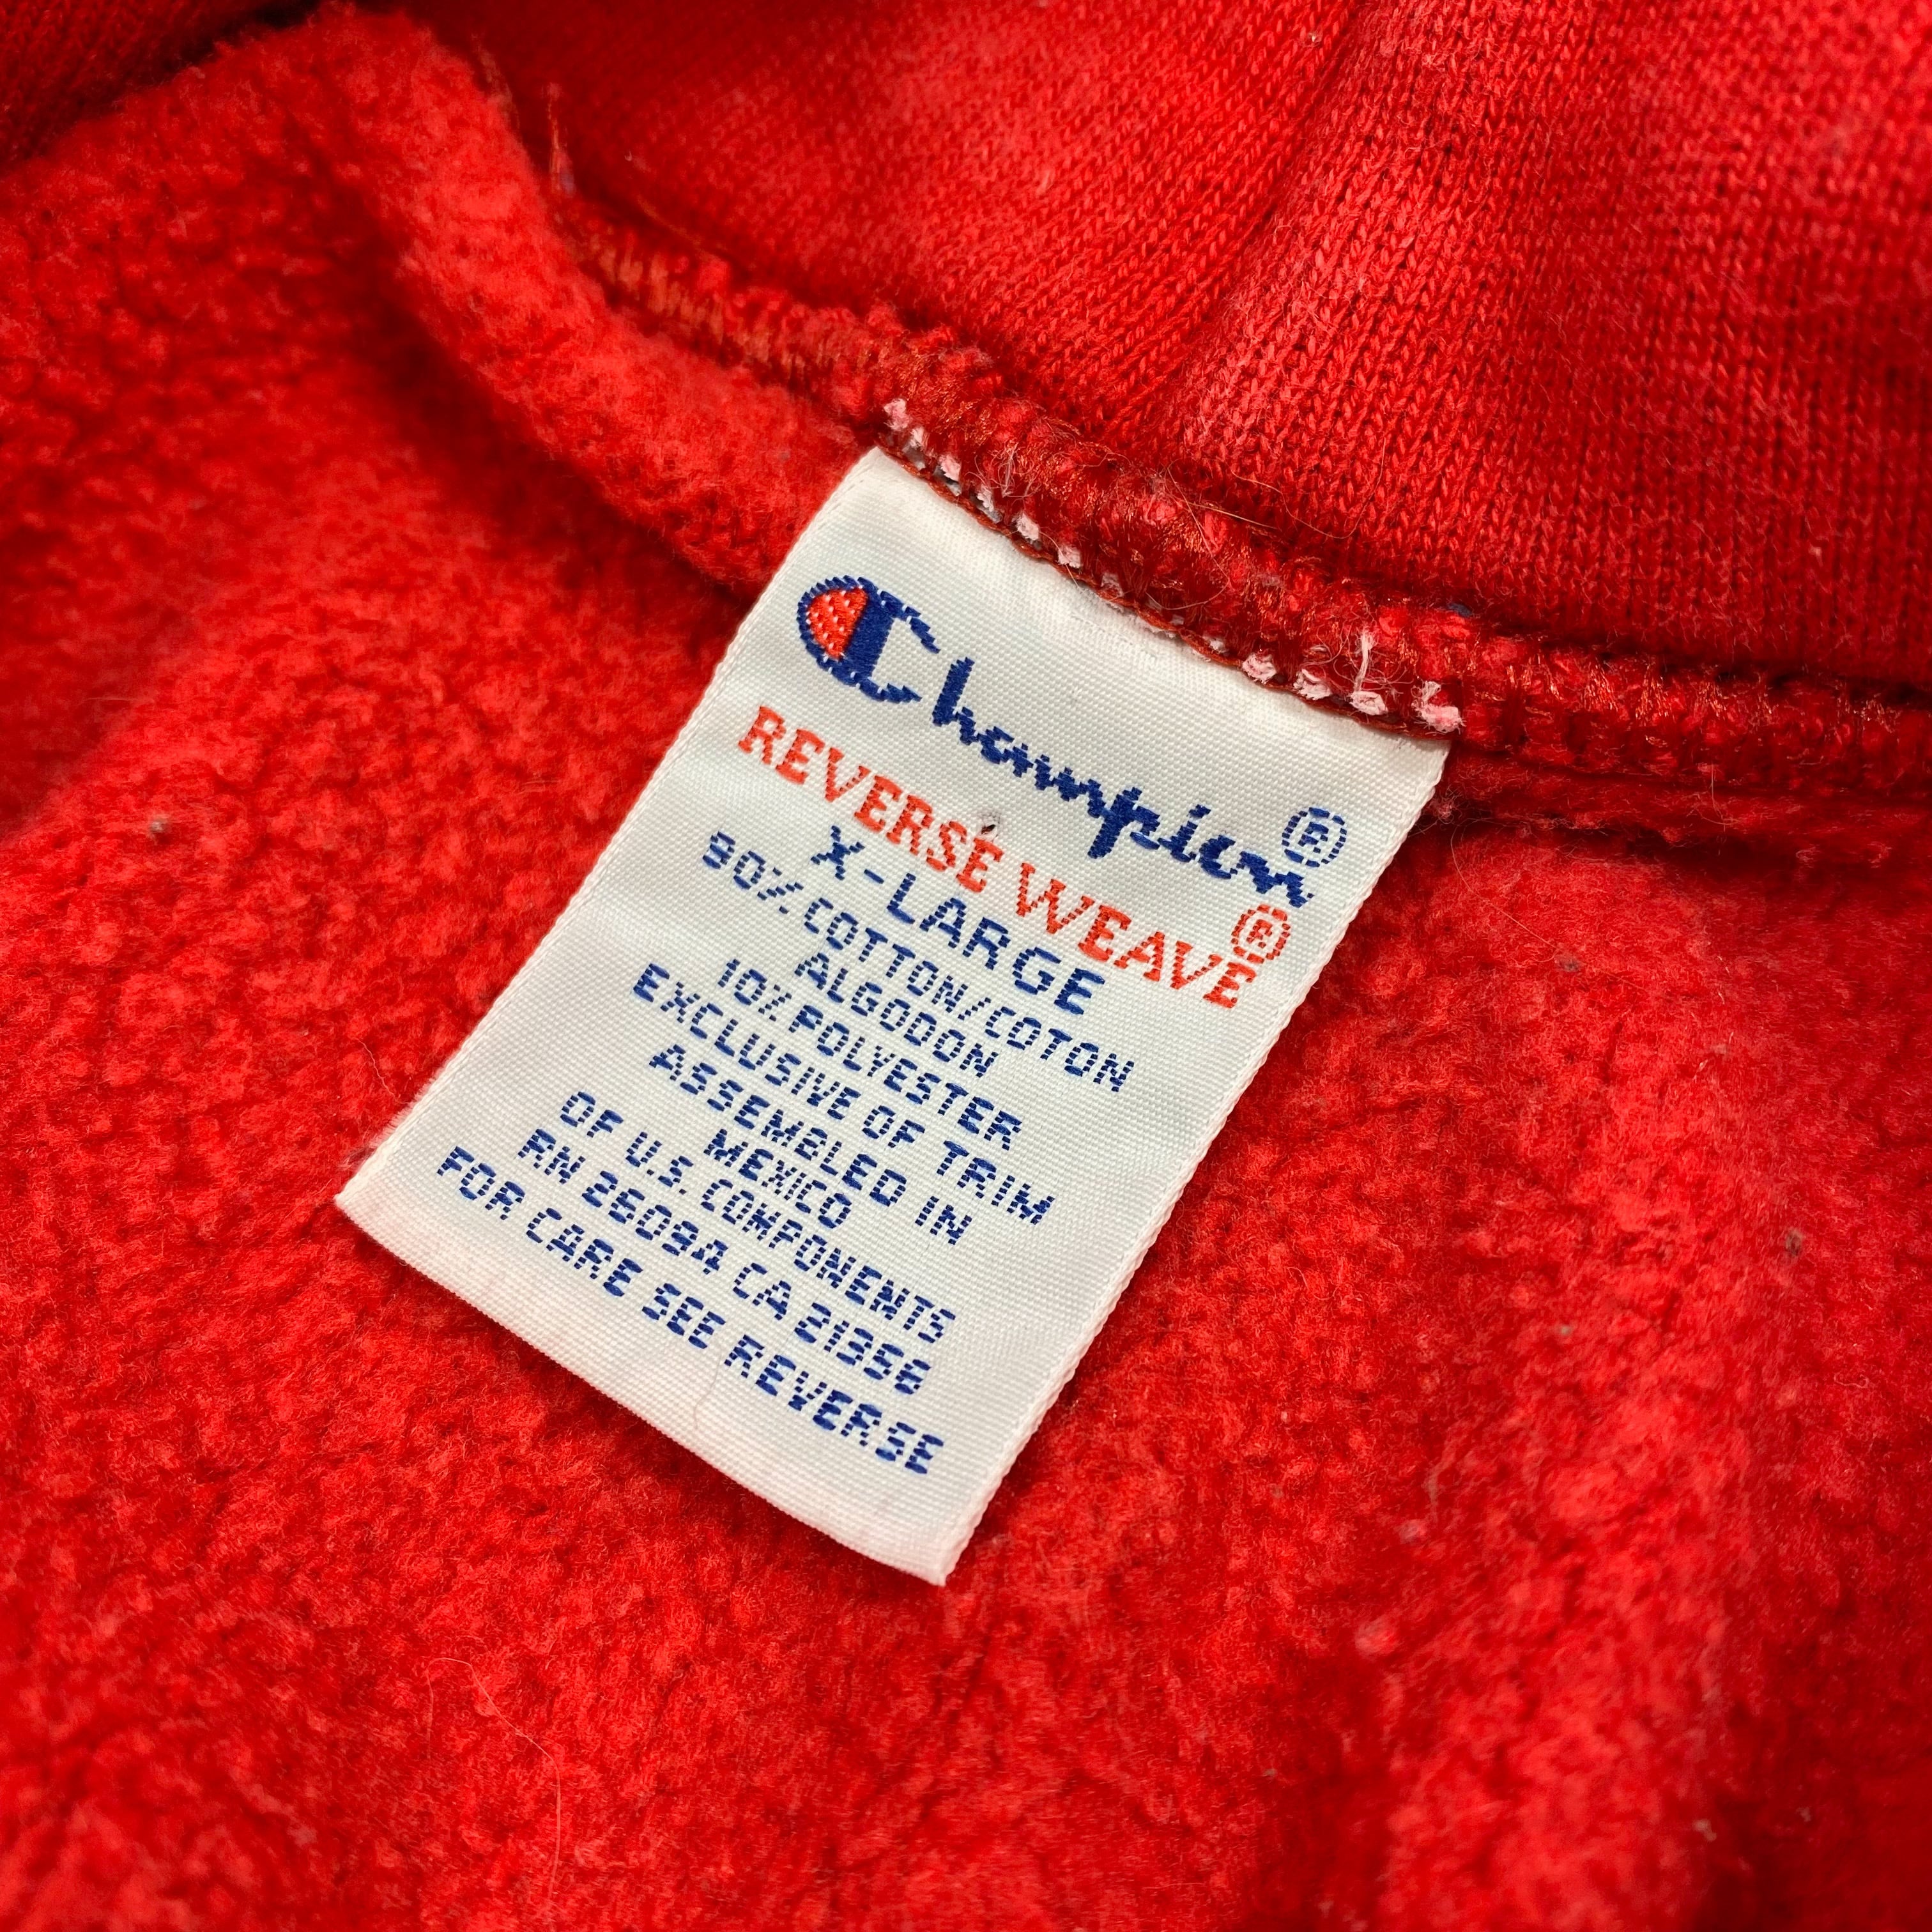 Champion®
REVERSE WEAVE®
X-LARGE
90% COTTON/COTON
ALGODON
10% POLYESTER
EXCLUSIVE OF TRIM
ASSEMBLED IN
MEXICO
OF U.S. COMPONENTS
RN 26094 CA 21356
FOR CARE SEE REVERSE